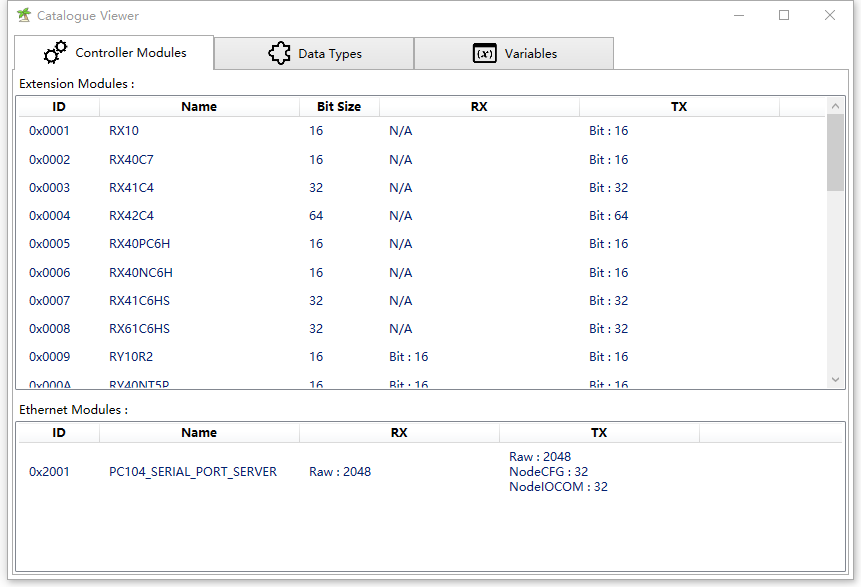 Catalogue Viewer
Controller Modules Data Types Variables
Extension Modules :
ID Name Bit Size RX TX
0x0001 RX10 16 N/A Bit : 16
0x0002 RX40C7 16 N/A Bit : 16
0x0003 RX41C4 32 N/A Bit : 32
0x0004 RX42C4 64 N/A Bit : 64
0x0005 RX40PC6H 16 N/A Bit : 16
0x0006 RX40NC6H 16 N/A Bit : 16
0x0007 RX41C6HS 32 N/A Bit : 32
0x0008 RX61C6HS 32 N/A Bit : 32
0x0009 RY10R2 16 Bit : 16 Bit : 16
0x000A RY40NT5P 16 Bit : 16 Bit : 16
Ethernet Modules :
ID Name RX TX
Raw : 2048
0x2001 PC104_SERIAL_PORT_SERVER Raw : 2048 NodeCFG : 32
NodeIOCOM : 32